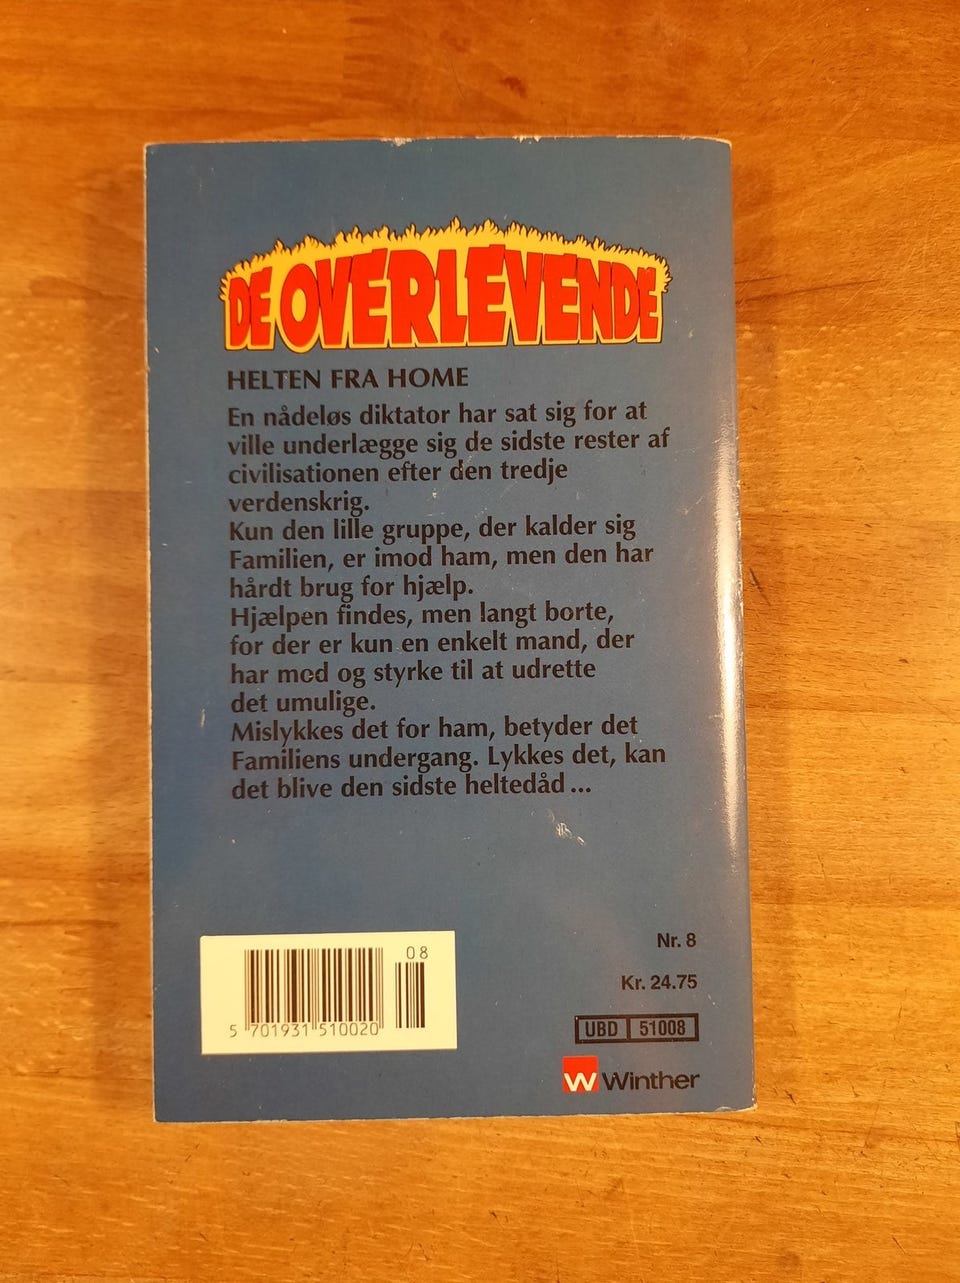 DE OVERLEVENDE
HELTEN FRA HOME
En nådeløs diktator har sat sig for at
ville underlægge sig de sidste rester af
civilisationen efter den tredje
verdenskrig.
Kun den lille gruppe, der kalder sig
Familien, er imod ham, men den har
hårdt brug for hjælp.
Hjælpen findes, men langt borte,
for der er kun en enkelt mand, der
har mod og styrke til at udrette
det umulige.
Mislykkes det for ham, betyder det
Familiens undergang. Lykkes det, kan
det blive den sidste heltedåd...
08
5 701931 510020
Nr. 8
Kr. 24.75
UBD 51008
W Winther